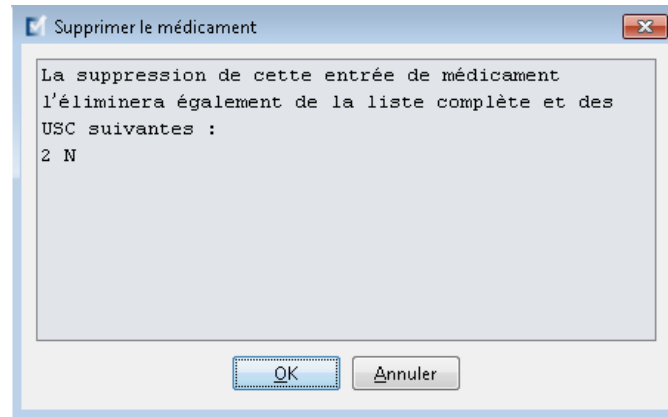 Supprimer le médicament
La suppression de cette entrée de médicament
l'éliminera également de la liste complète et des
USC suivantes :
2 N
OK
Annuler